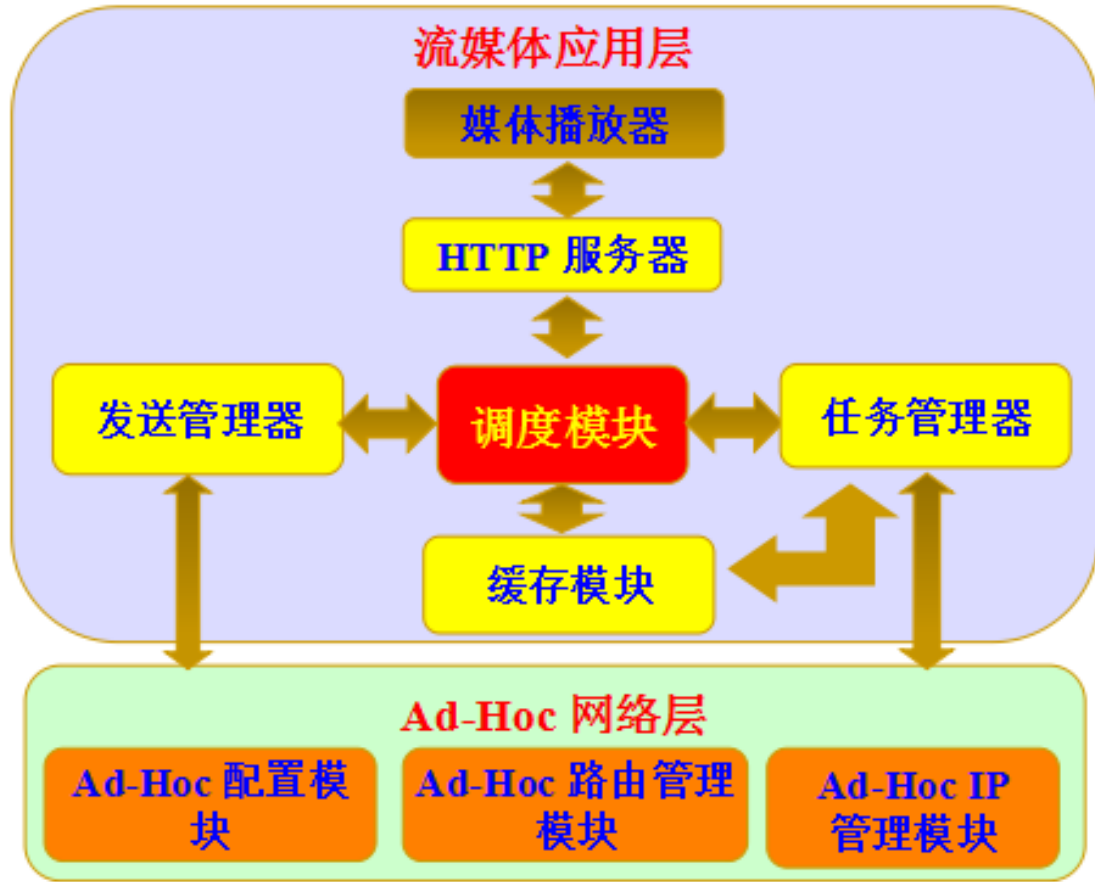 流媒体应用层
媒体播放器
HTTP 服务器
发送管理器
调度模块
任务管理器
缓存模块
Ad-Hoc 网络层
Ad-Hoc 配置模
块
Ad-Hoc 路由管理
模块
Ad-Hoc IP
管理模块